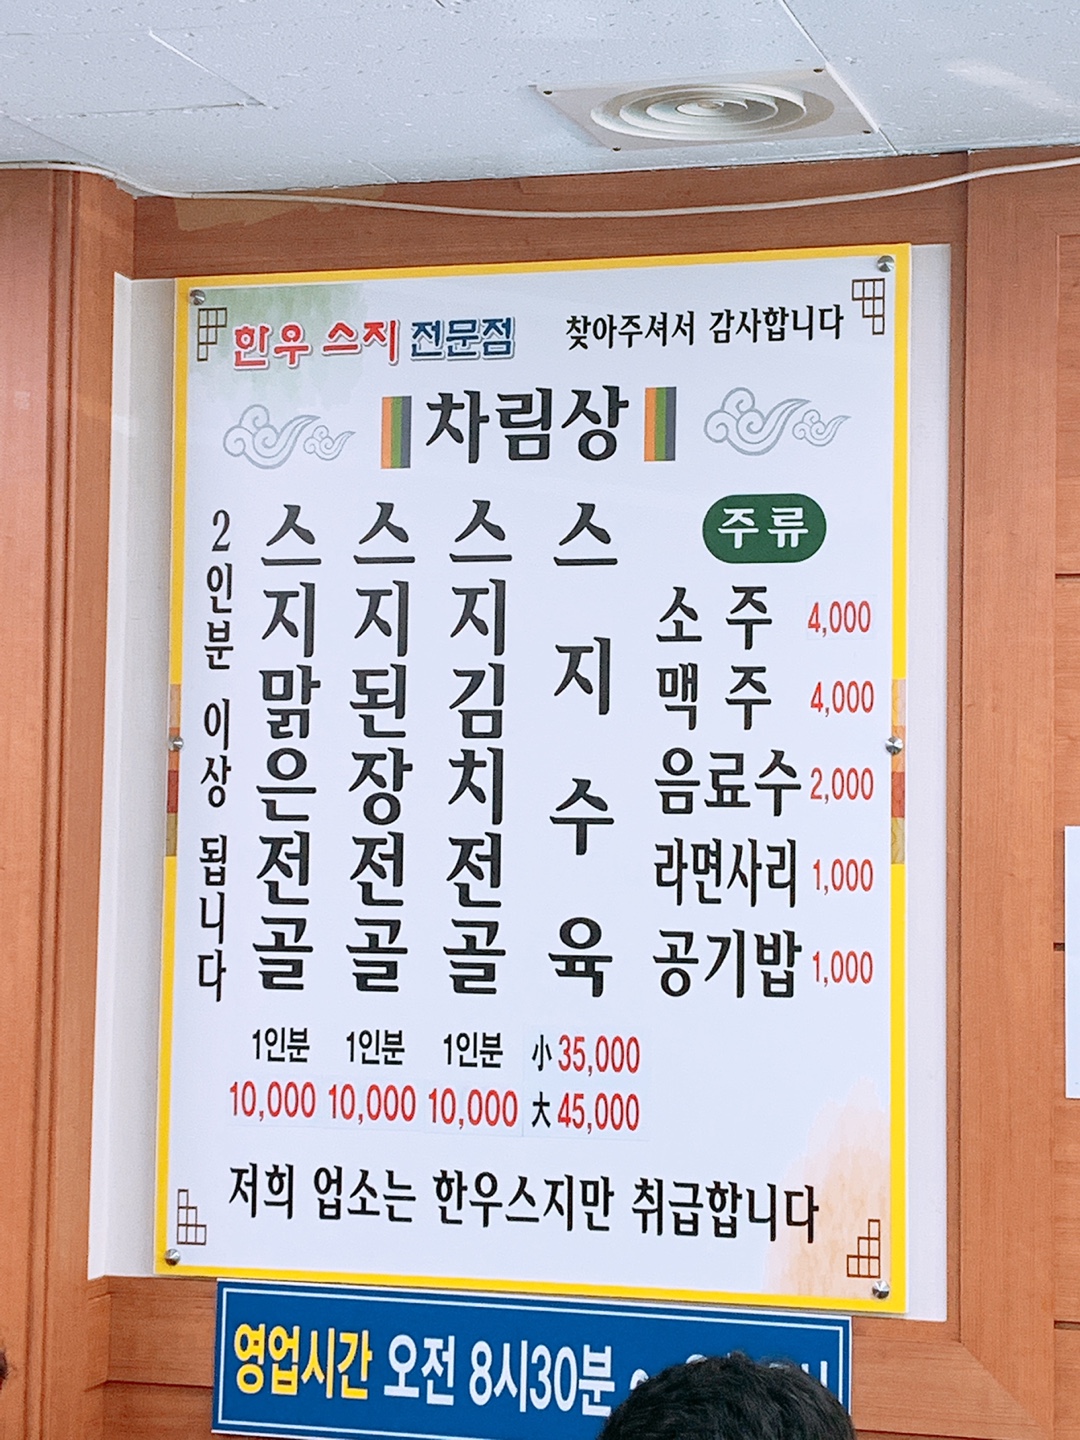 한우 스지 전문점
찾아주셔서 감사합니다
차림상
2인분 이상 됩니다
스지맑은전골
1인분
10,000
스지된장전골
1인분
10,000
스지김치전골
1인분
10,000
스지수육
小 35,000
大 45,000
주류
소주 4,000
맥주 4,000
음료수 2,000
라면사리 1,000
공기밥 1,000
저희 업소는 한우스지만 취급합니다
영업시간 오전 8시30분 ~